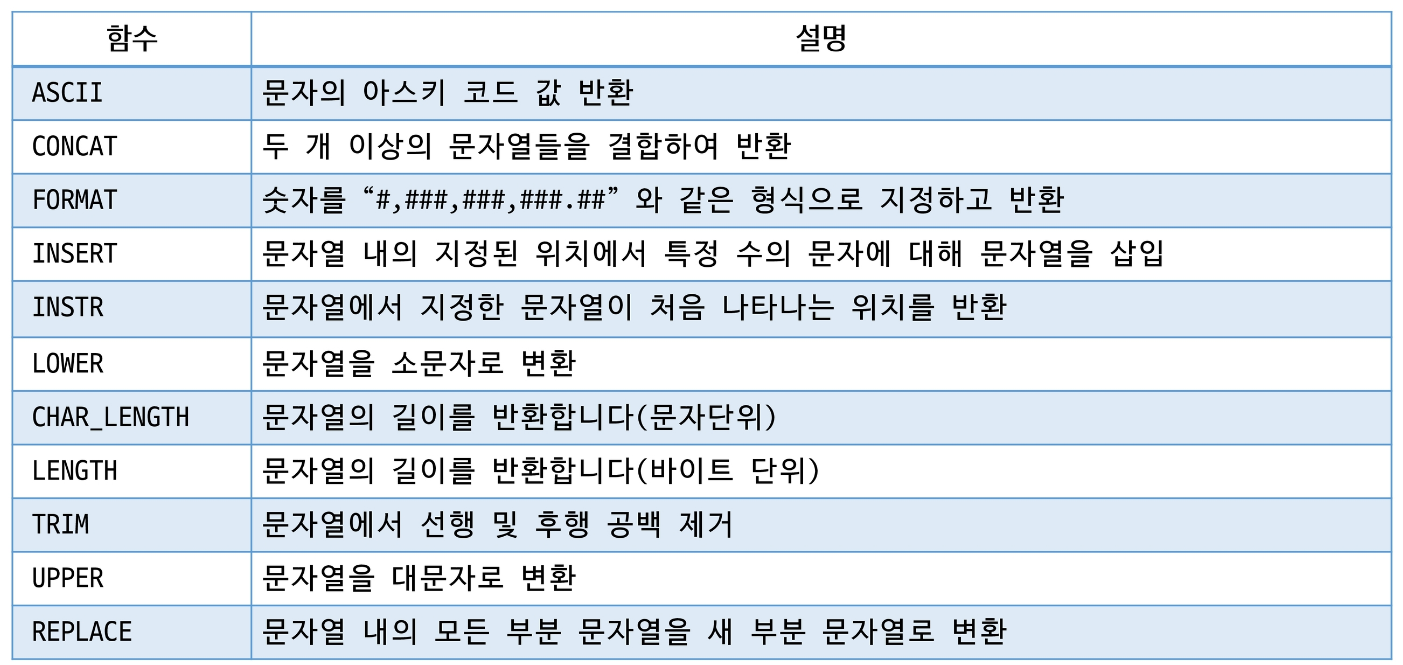 함수 설명
ASCII 문자의 아스키 코드 값 반환
CONCAT 두 개 이상의 문자열들을 결합하여 반환
FORMAT 숫자를 “#,###,###,###.##” 와 같은 형식으로 지정하고 반환
INSERT 문자열 내의 지정된 위치에서 특정 수의 문자에 대해 문자열을 삽입
INSTR 문자열에서 지정한 문자열이 처음 나타나는 위치를 반환
LOWER 문자열을 소문자로 변환
CHAR_LENGTH 문자열의 길이를 반환합니다(문자단위)
LENGTH 문자열의 길이를 반환합니다(바이트 단위)
TRIM 문자열에서 선행 및 후행 공백 제거
UPPER 문자열을 대문자로 변환
REPLACE 문자열 내의 모든 부분 문자열을 새 부분 문자열로 변환